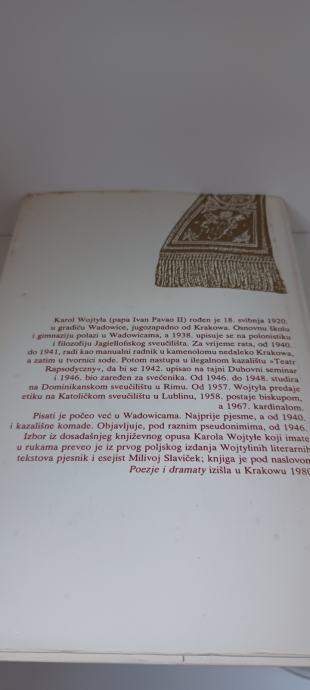 Karol Wojtyła (papa Ivan Pavao II) rođen je 18. svibnja 1920.
u gradiću Wadowice, jugozapadno od Krakowa. Osnovnu školu
i gimnaziju polazi u Wadowicama, a 1938. upisuje se na polonistiku
i filozofiju Jagiellońskog sveučilišta. Za vrijeme rata, od 1940.
do 1941, radi kao manualni radnik u kamenolomu nedaleko Krakowa,
a zatim u tvornici sode. Potom nastupa u ilegalnom kazalištu »Teatr
Rapsodyczny«, da bi se 1942. upisao na tajni Duhovni seminar
i 1946. bio zaređen za svećenika. Od 1946. do 1948. studira
na Dominikanskom sveučilištu u Rimu. Od 1957. Wojtyła predaje
etiku na Katoličkom sveučilištu u Lublinu, 1958. postaje biskupom,
a 1967. kardinalom.
Pisati je počeo već u Wadowicama. Najprije pjesme, a od 1940.
i kazališne komade. Objavljuje, pod raznim pseudonimima, od 1946.
Izbor iz dosadašnjeg književnog opusa Karola Wojtyłe koji imate
u rukama preveo je iz prvog poljskog izdanja Wojtylinih literarnih
tekstova pjesnik i esejist Milivoj Slaviček; knjiga je pod naslovom
Poezje i dramaty izišla u Krakowu 1980